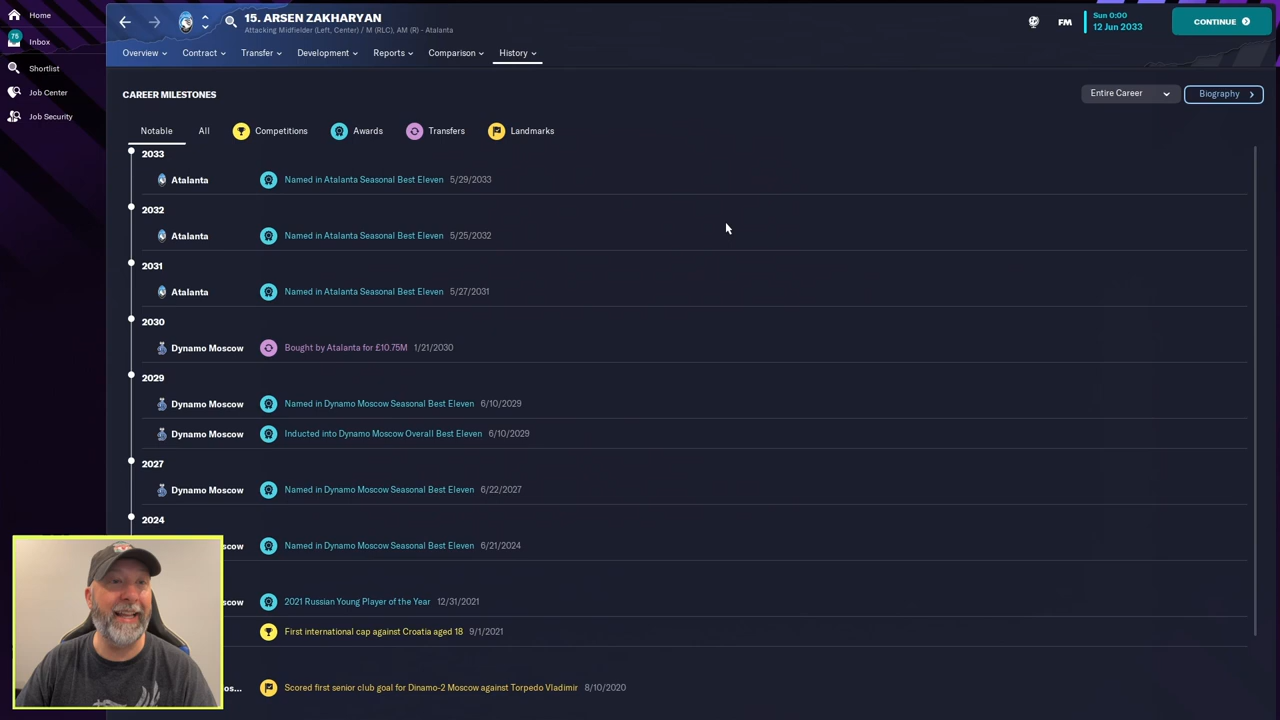 Home
75
Inbox
Shortlist
Job Center
Job Security
15. ARSEN ZAKHARYAN
Attacking Midfielder (Left, Center) / M (RLC), AM (R) - Atalanta
FM
Sun 0:00
12 Jun 2033
CONTINUE
Overview
Contract
Transfer
Development
Reports
Comparison
History
CAREER MILESTONES
Entire Career
Biography
Notable
All
Competitions
Awards
Transfers
Landmarks
2033
Atalanta Named in Atalanta Seasonal Best Eleven 5/29/2033
2032
Atalanta Named in Atalanta Seasonal Best Eleven 5/25/2032
2031
Atalanta Named in Atalanta Seasonal Best Eleven 5/27/2031
2030
Dynamo Moscow Bought by Atalanta for £10.75M 1/21/2030
2029
Dynamo Moscow Named in Dynamo Moscow Seasonal Best Eleven 6/10/2029
Dynamo Moscow Inducted into Dynamo Moscow Overall Best Eleven 6/10/2029
2027
Dynamo Moscow Named in Dynamo Moscow Seasonal Best Eleven 6/22/2027
2024
scow Named in Dynamo Moscow Seasonal Best Eleven 6/21/2024
scow 2021 Russian Young Player of the Year 12/31/2021
First international cap against Croatia aged 18 9/1/2021
os... Scored first senior club goal for Dinamo-2 Moscow against Torpedo Vladimir 8/10/2020